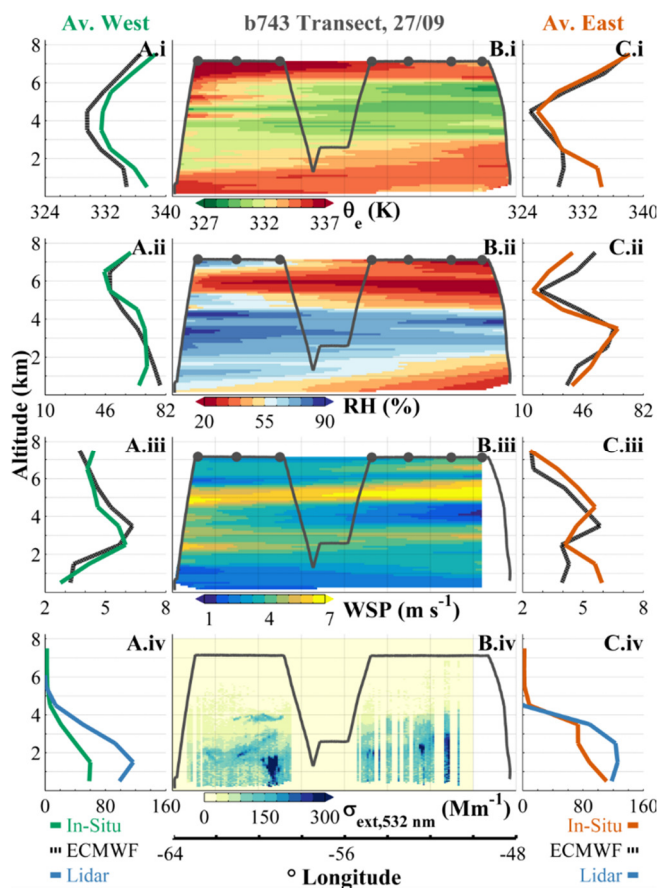 Av. West b743 Transect, 27/09 Av. East
8 A.i B.i C.i
6
4
2
324 332 340 327 332 337 324 332 340
θe (K)
8 A.ii B.ii C.ii
6
4
2
10 46 82 20 55 90 10 46 82
RH (%)
Altitude (km)
8 A.iii B.iii C.iii
6
4
2
2 4 6 8 1 4 7 2 4 6 8
WSP (m s-1)
8 A.iv B.iv C.iv
6
4
2
0 80 160 0 150 300 0 80 160
σext,532 nm (Mm-1)
In-Situ In-Situ
ECMWF ECMWF
Lidar Lidar
-64 -56 -48
° Longitude